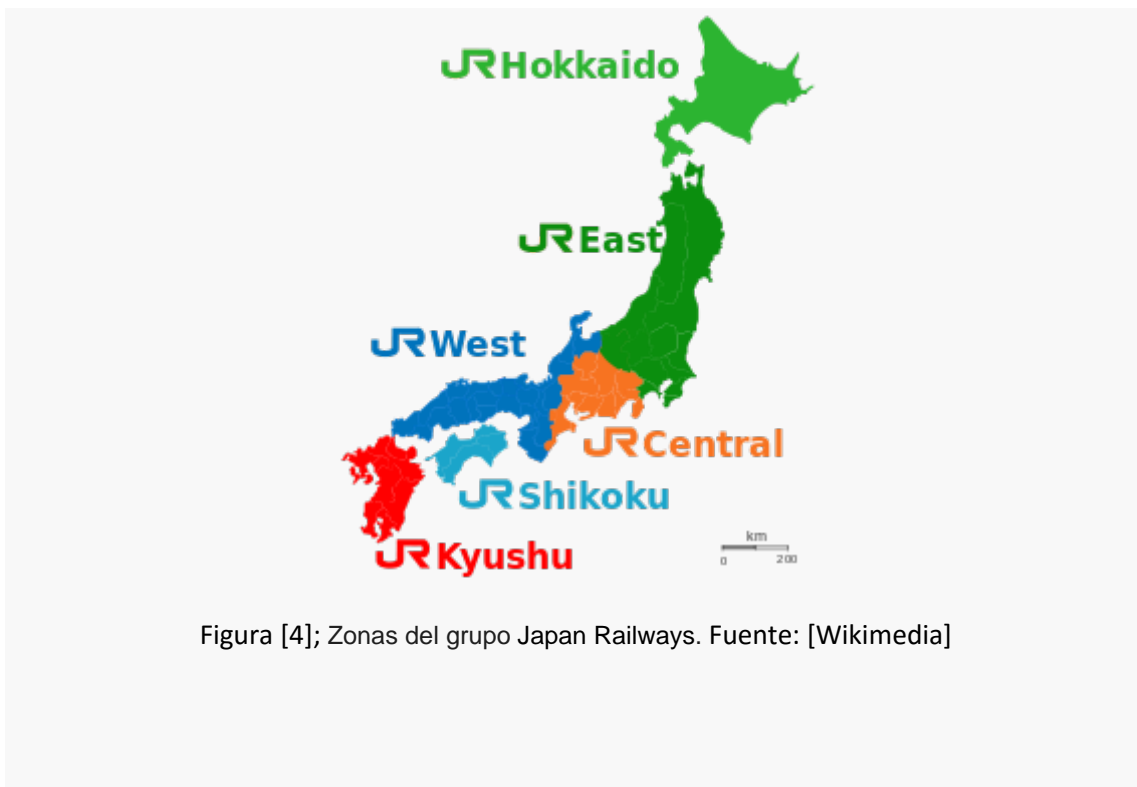 JR Hokkaido
JR East
JR West
JR Central
JR Shikoku
JR Kyushu
km
0 200
Figura [4]; Zonas del grupo Japan Railways. Fuente: [Wikimedia]